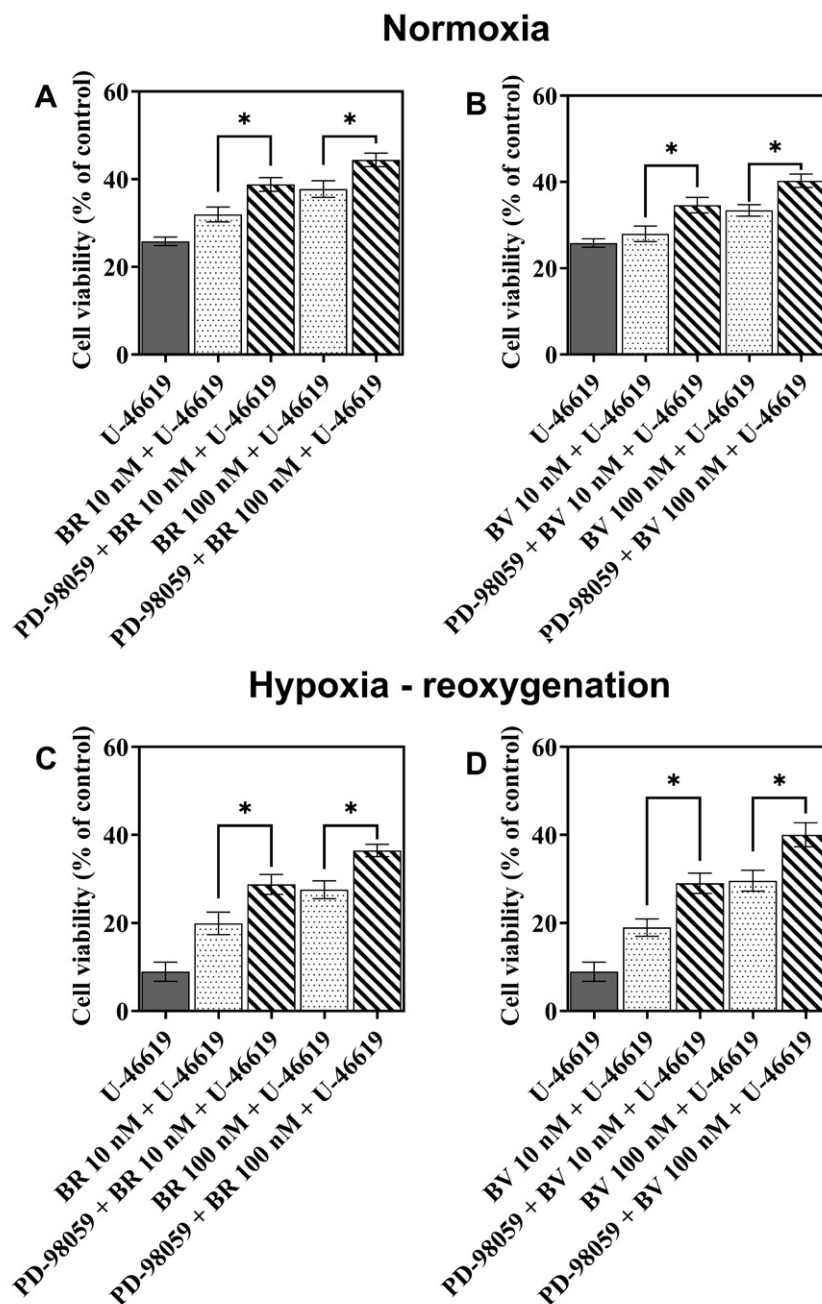 Normoxia
A
Cell viability (% of control)
60
40
20
0
*
*
U-46619
BR 10 nM + U-46619
PD-98059 + BR 10 nM + U-46619
BR 100 nM + U-46619
PD-98059 + BR 100 nM + U-46619
B
Cell viability (% of control)
60
40
20
0
*
*
U-46619
BV 10 nM + U-46619
PD-98059 + BV 10 nM + U-46619
BV 100 nM + U-46619
PD-98059 + BV 100 nM + U-46619
Hypoxia - reoxygenation
C
Cell viability (% of control)
60
40
20
0
*
*
U-46619
BR 10 nM + U-46619
PD-98059 + BR 10 nM + U-46619
BR 100 nM + U-46619
PD-98059 + BR 100 nM + U-46619
D
Cell viability (% of control)
60
40
20
0
*
*
U-46619
BV 10 nM + U-46619
PD-98059 + BV 10 nM + U-46619
BV 100 nM + U-46619
PD-98059 + BV 100 nM + U-46619